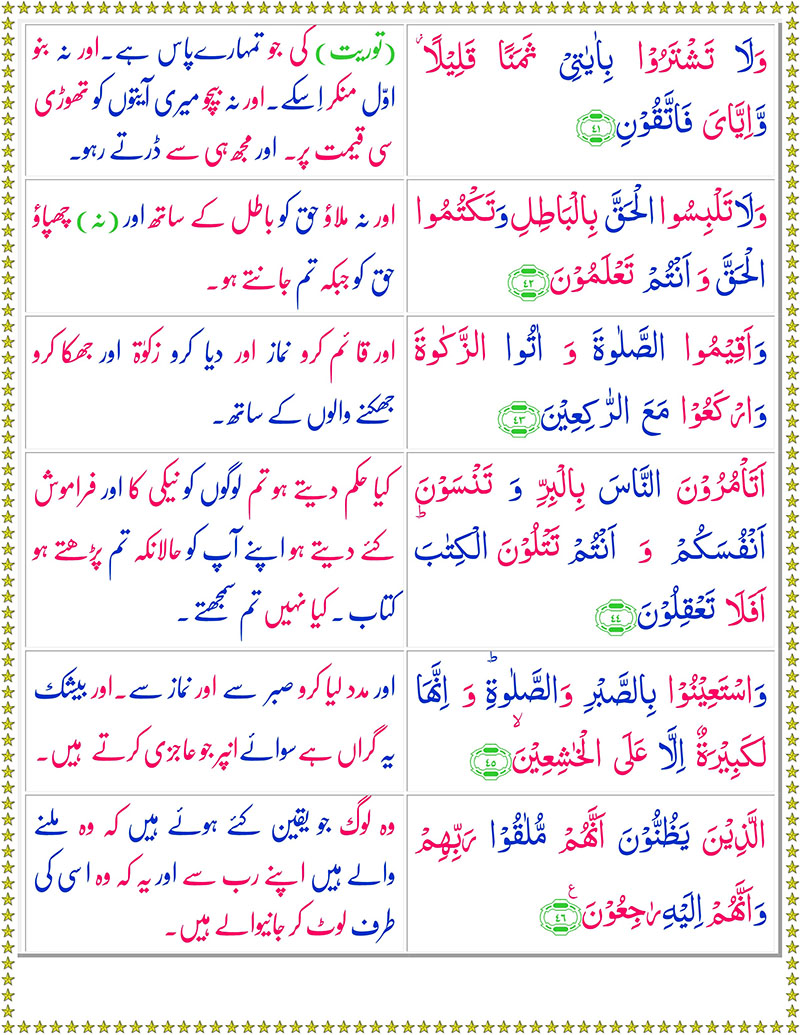 وَلَا تَشْتَرُوْا بِاٰيٰتِىْ ثَمَنًا قَلِيْلًا ۙ
وَّاِيَّاىَ فَاتَّقُوْنِ ﴿٤١﴾
(توریت) کی جو تمہارے پاس ہے۔ اور نہ بنو
اوّل منکر اِسکے۔ اور نہ بیچو میری آیتوں کو تھوڑی
سی قیمت پر۔ اور مجھ ہی سے ڈرتے رہو۔
وَلَا تَلْبِسُوا الْحَقَّ بِالْبَاطِلِ وَتَكْتُمُوا
الْحَقَّ وَ اَنْتُمْ تَعْلَمُوْنَ ﴿٤٢﴾
اور نہ ملاؤ حق کو باطل کے ساتھ اور (نہ) چھپاؤ
حق کو جبکہ تم جانتے ہو۔
وَاَقِيْمُوا الصَّلٰوةَ وَ اٰتُوا الزَّكٰوةَ
وَارْكَعُوْا مَعَ الرّٰكِعِيْنَ ﴿٤٣﴾
اور قائم کرو نماز اور دیا کرو زکوٰۃ اور جھکا کرو
جھکنے والوں کے ساتھ۔
اَتَاْمُرُوْنَ النَّاسَ بِالْبِرِّ وَ تَنْسَوْنَ
اَنْفُسَكُمْ وَ اَنْتُمْ تَتْلُوْنَ الْكِتٰبَ ؕ
اَفَلَا تَعْقِلُوْنَ ﴿٤٤﴾
کیا حکم دیتے ہو تم لوگوں کو نیکی کا اور فراموش
کئے دیتے ہو اپنے آپ کو حالانکہ تم پڑھتے ہو
کتاب۔ کیا نہیں تم سمجھتے۔
وَاسْتَعِيْنُوْا بِالصَّبْرِ وَالصَّلٰوةِ ؕ وَ اِنَّهَا
لَكَبِيْرَةٌ اِلَّا عَلَى الْخٰشِعِيْنَ ۙ ﴿٤٥﴾
اور مدد لیا کرو صبر سے اور نماز سے۔ اور بیشک
یہ گراں ہے سوائے انپر جو عاجزی کرتے ہیں۔
الَّذِيْنَ يَظُنُّوْنَ اَنَّهُمْ مُّلٰقُوْا رَبِّهِمْ
وَاَنَّهُمْ اِلَيْهِ رٰجِعُوْنَ ع ﴿٤٦﴾
وہ لوگ جو یقین کئے ہوئے ہیں کہ وہ ملنے
والے ہیں اپنے رب سے اور یہ کہ وہ اسی کی
طرف لوٹ کر جانیوالے ہیں۔